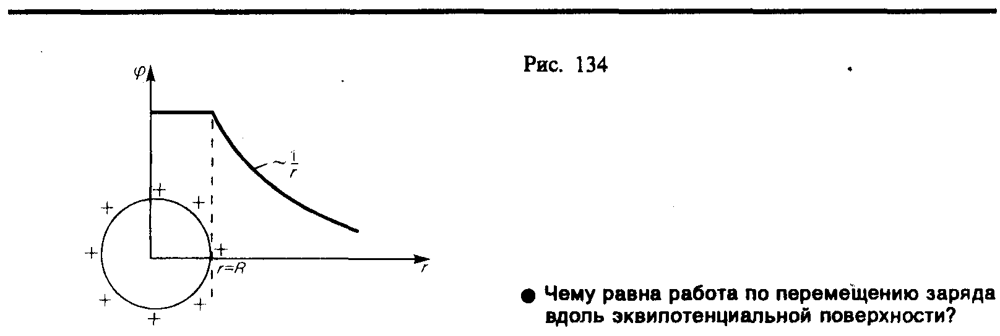 Рис. 134
φ
~ 1/r
+ + +
+ +
r=R
r
+ + +
● Чему равна работа по перемещению заряда
вдоль эквипотенциальной поверхности?